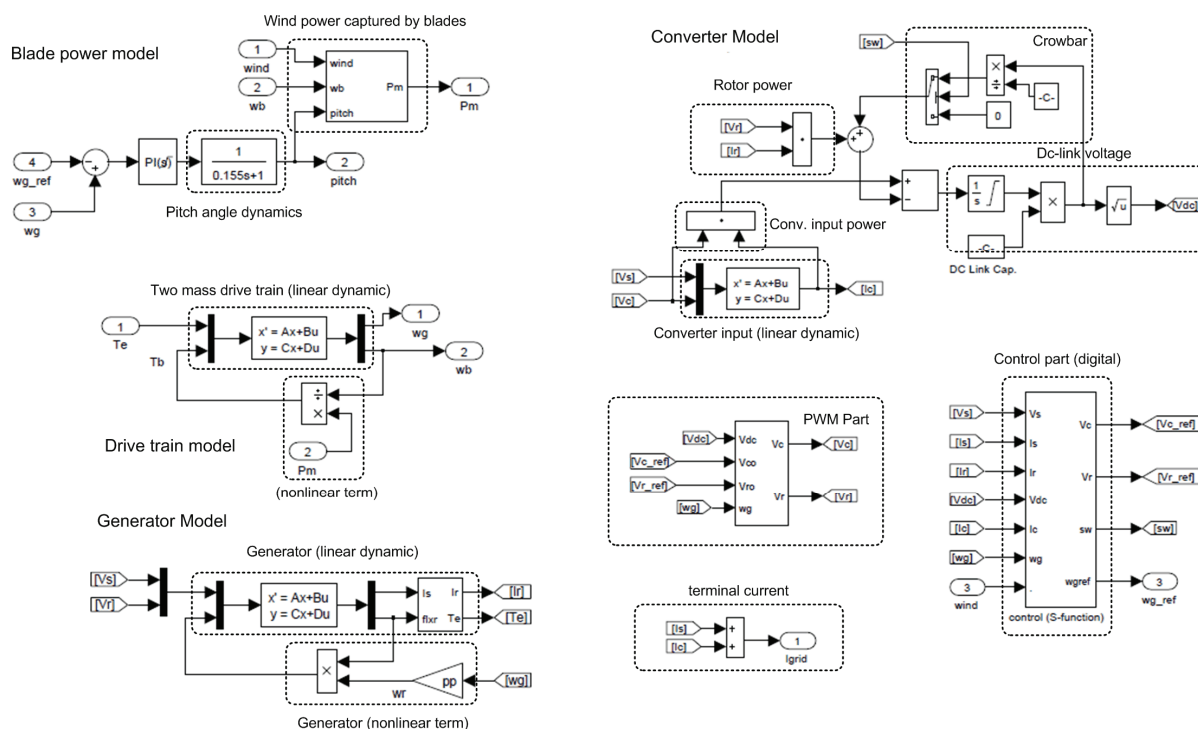 Blade power model
Wind power captured by blades
1
wind
2
wb
wind
wb
pitch
Pm
1
Pm
4
wg_ref
3
wg
−
+
PI(s)
1
0.155s+1
2
pitch
Pitch angle dynamics
Two mass drive train (linear dynamic)
1
Te
Tb
x' = Ax+Bu
y = Cx+Du
1
wg
2
wb
÷
×
2
Pm
Drive train model
(nonlinear term)
Generator Model
Generator (linear dynamic)
[Vs]
[Vr]
x' = Ax+Bu
y = Cx+Du
Is
flxr
Ir
Te
[Ir]
[Te]
×
wr
pp
[wg]
Generator (nonlinear term)
Converter Model
[sw]
Crowbar
×
÷
-C-
0
Rotor power
[Vr]
[Ir]
+
+
Dc-link voltage
+
−
1
s
×
√u
[Vdc]
-C-
DC Link Cap.
Conv. input power
[Vs]
[Vc]
x' = Ax+Bu
y = Cx+Du
[Ic]
Converter input (linear dynamic)
PWM Part
[Vdc]
[Vc_ref]
[Vr_ref]
[wg]
Vdc
Vco
Vro
wg
Vc
Vr
[Vc]
[Vr]
terminal current
[Is]
[Ic]
+
+
1
Igrid
Control part (digital)
[Vs]
[Is]
[Ir]
[Vdc]
[Ic]
[wg]
3
wind
Vs
Is
Ir
Vdc
Ic
wg
Vc
Vr
sw
wgref
[Vc_ref]
[Vr_ref]
[sw]
3
wg_ref
control (S-function)